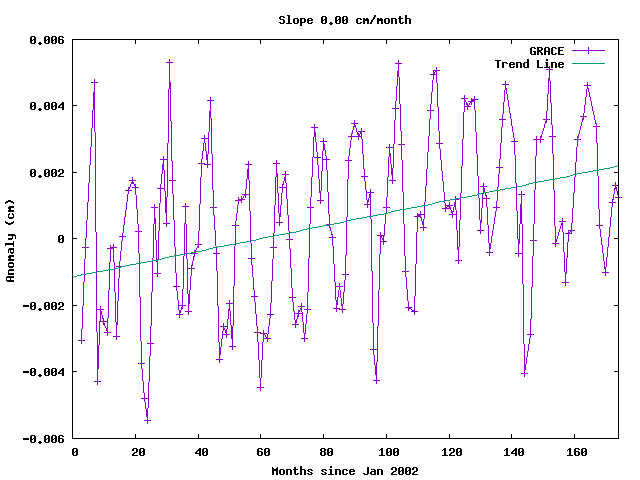 Slope 0.00 cm/month
GRACE
Trend Line
0.006
0.004
0.002
0
-0.002
-0.004
-0.006
Anomaly (cm)
0 20 40 60 80 100 120 140 160
Months since Jan 2002